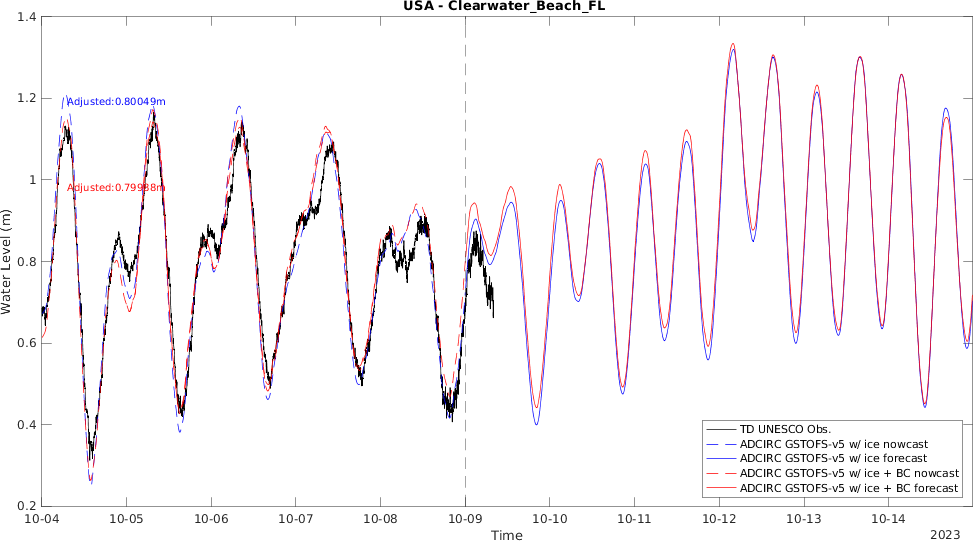 USA - Clearwater_Beach_FL
1.4
1.2
1
0.8
0.6
0.4
0.2
Water Level (m)
Adjusted:0.80049m
Adjusted:0.79988m
TD UNESCO Obs.
ADCIRC GSTOFS-v5 w/ ice nowcast
ADCIRC GSTOFS-v5 w/ ice forecast
ADCIRC GSTOFS-v5 w/ ice + BC nowcast
ADCIRC GSTOFS-v5 w/ ice + BC forecast
10-04 10-05 10-06 10-07 10-08 10-09 10-10 10-11 10-12 10-13 10-14
Time
2023